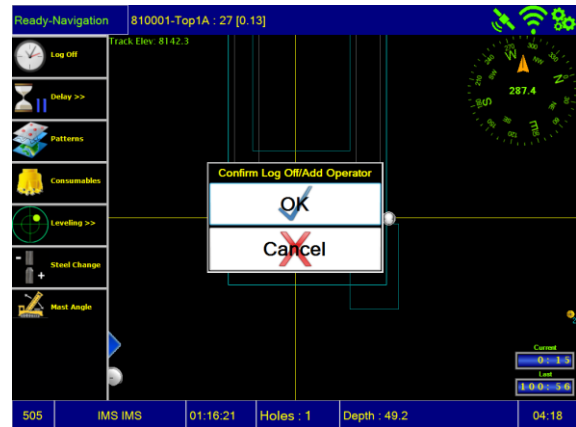 Ready-Navigation
810001-Top1A : 27 [0.13]
Track Elev: 8142.3
Log Off
Delay >>
Patterns
Consumables
Leveling >>
Steel Change
Mast Angle
Confirm Log Off/Add Operator
OK
Cancel
W
NW
N
S
E
300
287.4
Current
0:15
Last
100:56
505
IMS IMS
01:16:21
Holes : 1
Depth : 49.2
04:18